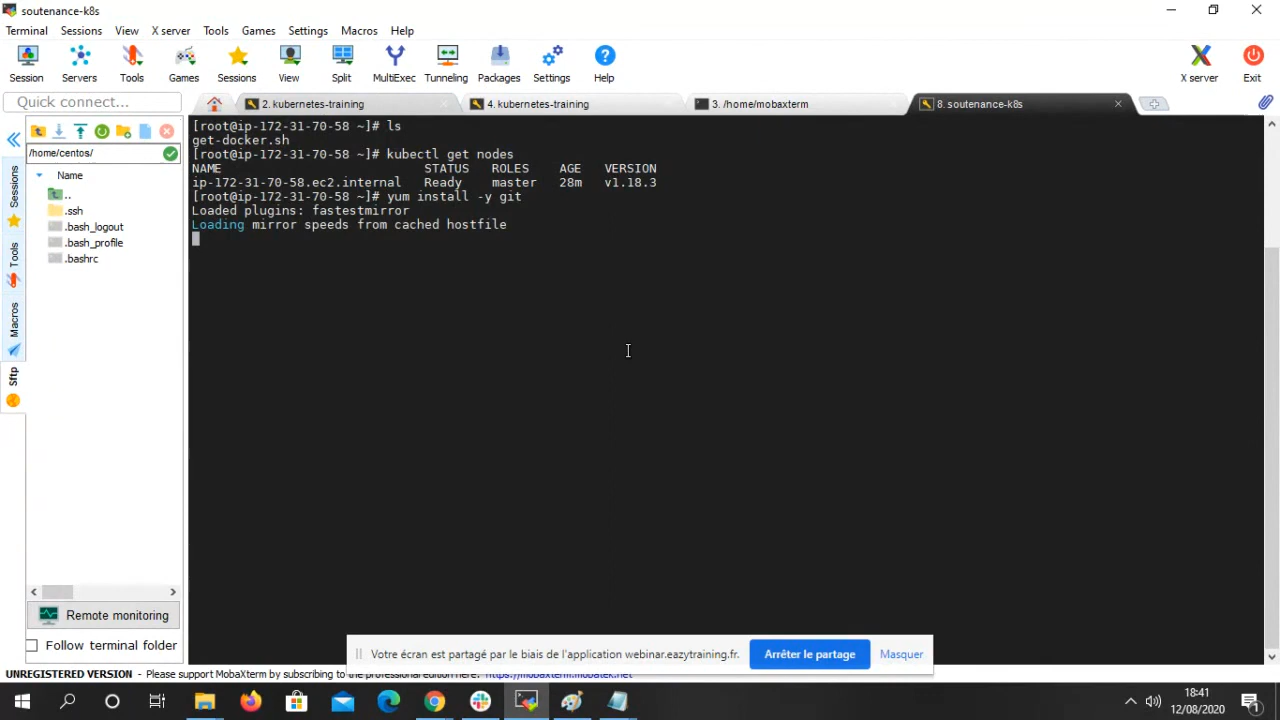 soutenance-k8s
Terminal Sessions View X server Tools Games Settings Macros Help
Session Servers Tools Games Sessions View Split MultiExec Tunneling Packages Settings Help X server Exit
Quick connect...
2. kubernetes-training
4. kubernetes-training
3. /home/mobaxterm
8. soutenance-k8s
/home/centos/
Name
..
.ssh
.bash_logout
.bash_profile
.bashrc
Sessions
Tools
Macros
Sftp
[root@ip-172-31-70-58 ~]# ls
get-docker.sh
[root@ip-172-31-70-58 ~]# kubectl get nodes
NAME STATUS ROLES AGE VERSION
ip-172-31-70-58.ec2.internal Ready master 28m v1.18.3
[root@ip-172-31-70-58 ~]# yum install -y git
Loaded plugins: fastestmirror
Loading mirror speeds from cached hostfile
Remote monitoring
Follow terminal folder
Votre écran est partagé par le biais de l'application webinar.eazytraining.fr.
Arrêter le partage
Masquer
UNREGISTERED VERSION - Please support MobaXterm by subscribing to the professional edition here: https://mobaxterm.mobatek.net
18:41
12/08/2020
1